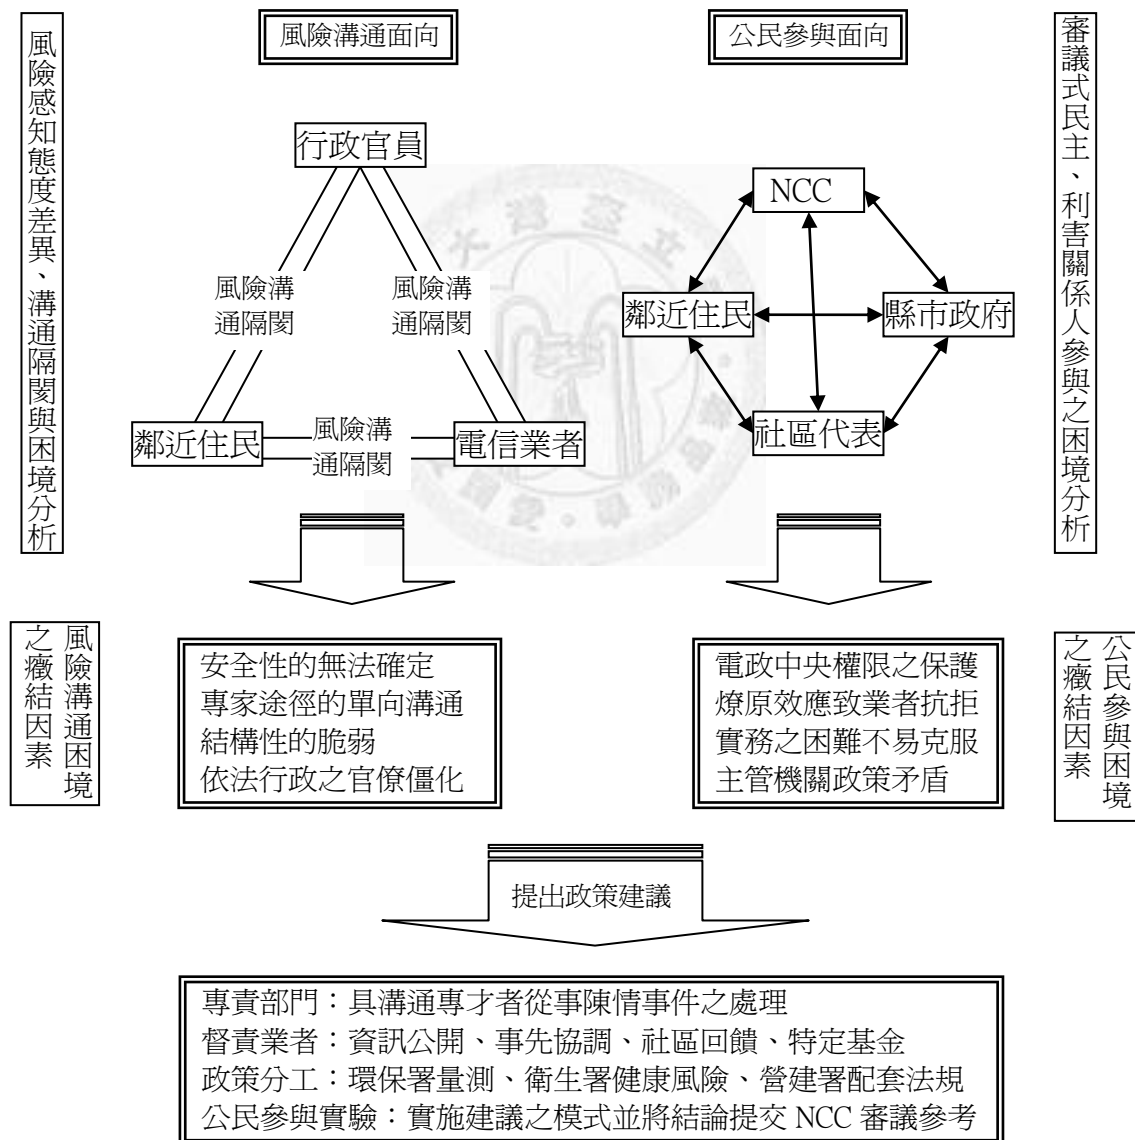 風險溝通面向
公民參與面向
風險感知態度差異、溝通隔閡與困境分析
審議式民主、利害關係人參與之困境分析
行政官員
風險溝
通隔閡
風險溝
通隔閡
鄰近住民
風險溝
通隔閡
電信業者
NCC
鄰近住民
縣市政府
社區代表
風險溝通困境
之癥結因素
安全性的無法確定
專家途徑的單向溝通
結構性的脆弱
依法行政之官僚僵化
電政中央權限之保護
燎原效應致業者抗拒
實務之困難不易克服
主管機關政策矛盾
公民參與困境
之癥結因素
提出政策建議
專責部門：具溝通專才者從事陳情事件之處理
督責業者：資訊公開、事先協調、社區回饋、特定基金
政策分工：環保署量測、衛生署健康風險、營建署配套法規
公民參與實驗：實施建議之模式並將結論提交 NCC 審議參考